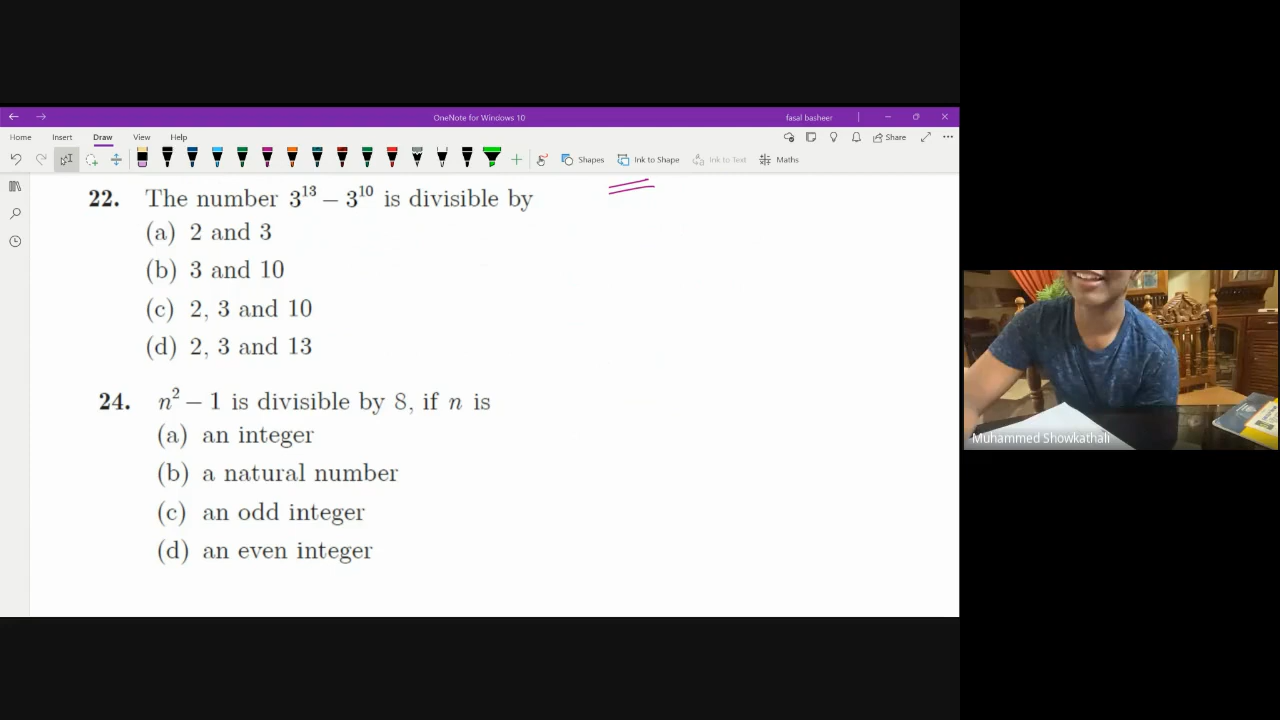 OneNote for Windows 10
fasal basheer
Home Insert Draw View Help
Share
Shapes Ink to Shape Ink to Text Maths
22. The number 3¹³ − 3¹⁰ is divisible by
(a) 2 and 3
(b) 3 and 10
(c) 2, 3 and 10
(d) 2, 3 and 13
24. n² − 1 is divisible by 8, if n is
(a) an integer
(b) a natural number
(c) an odd integer
(d) an even integer
Muhammed Showkathali